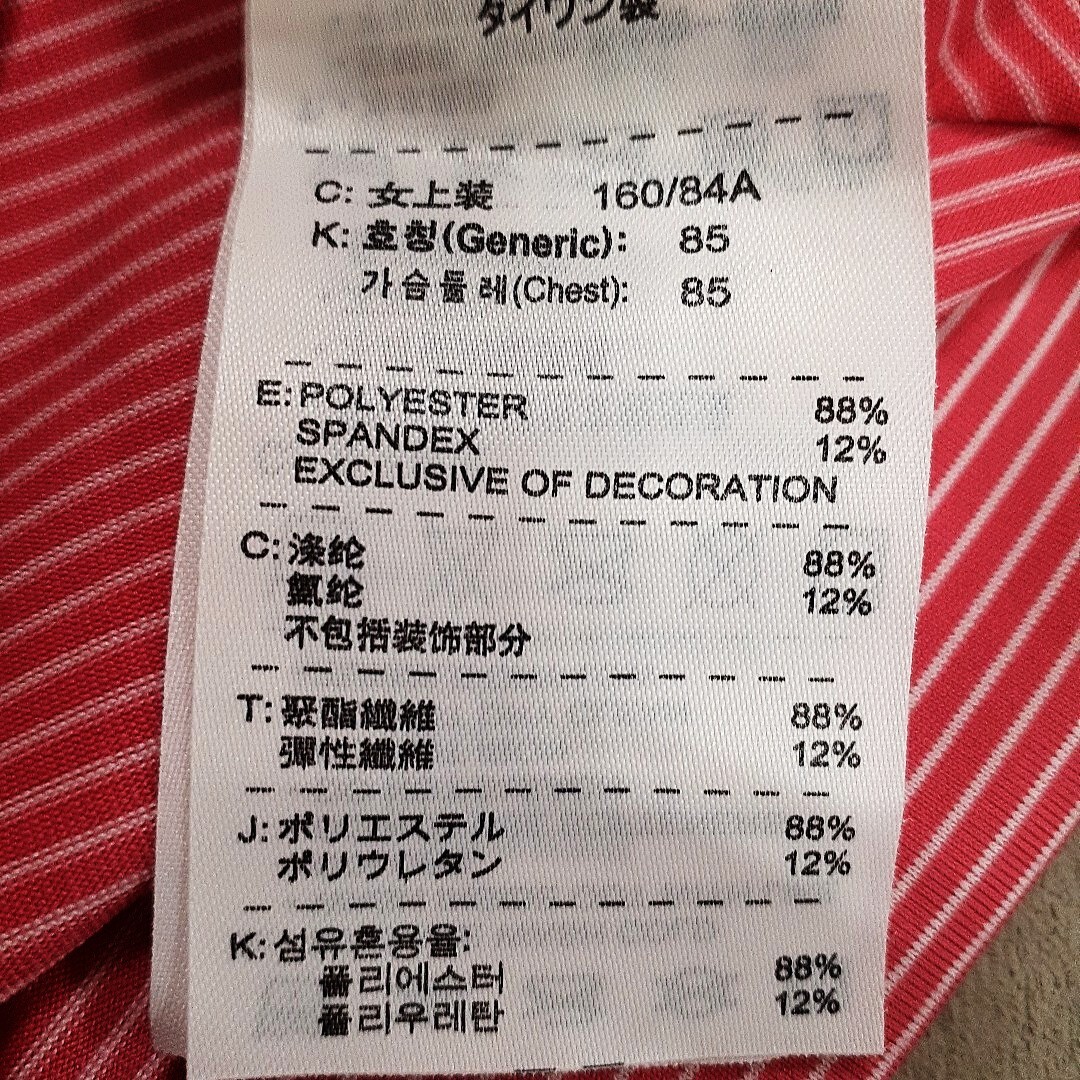 タイワン製
C: 女上装 160/84A
K: 호칭(Generic): 85
가슴둘레(Chest): 85
E: POLYESTER 88%
SPANDEX 12%
EXCLUSIVE OF DECORATION
C: 涤纶 88%
氨纶 12%
不包括装饰部分
T: 聚酯纖維 88%
彈性纖維 12%
J: ポリエステル 88%
ポリウレタン 12%
K: 섬유혼용율:
폴리에스터 88%
폴리우레탄 12%